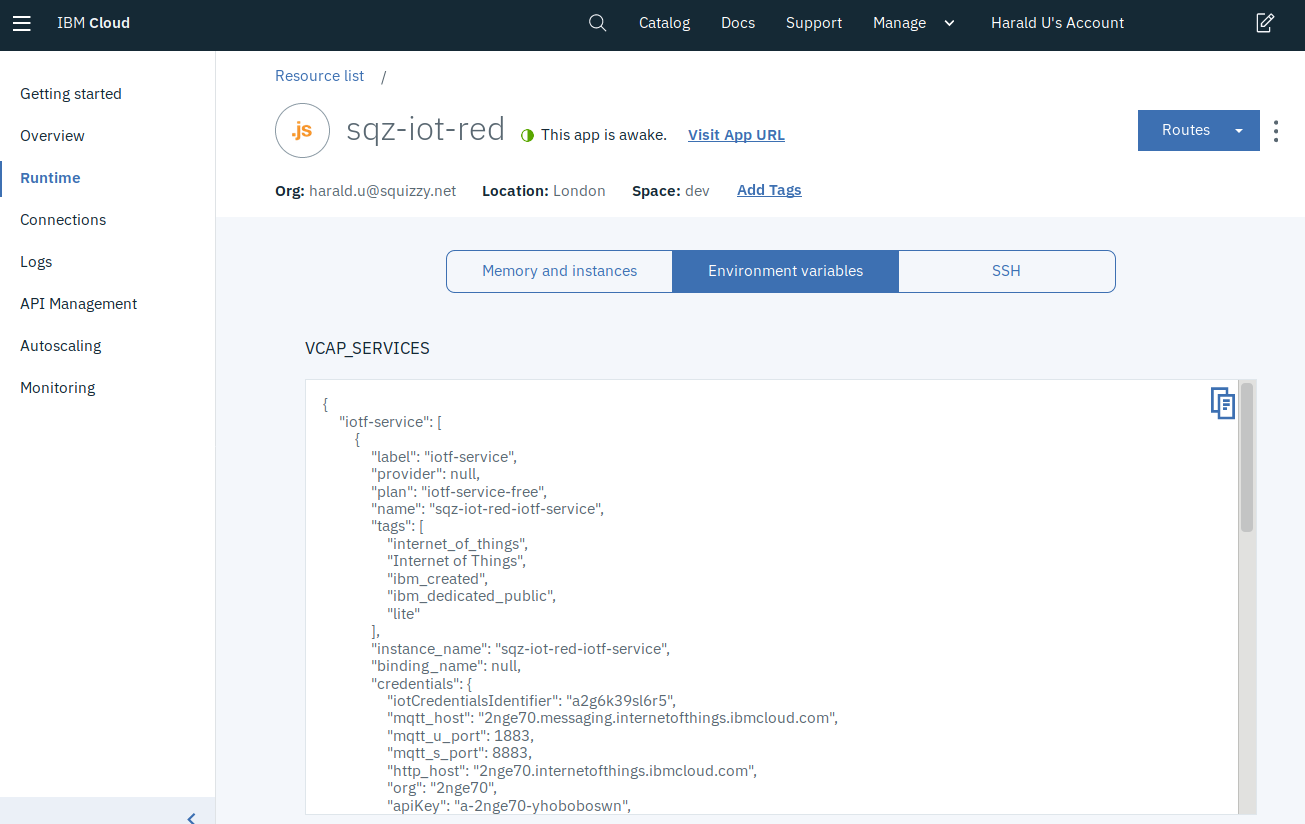 IBM Cloud
Catalog Docs Support Manage Harald U's Account
Getting started
Overview
Runtime
Connections
Logs
API Management
Autoscaling
Monitoring
Resource list /
.js sqz-iot-red This app is awake. Visit App URL
Routes
Org: harald.u@squizzy.net Location: London Space: dev Add Tags
Memory and instances Environment variables SSH
VCAP_SERVICES
{
"iotf-service": [
{
"label": "iotf-service",
"provider": null,
"plan": "iotf-service-free",
"name": "sqz-iot-red-iotf-service",
"tags": [
"internet_of_things",
"Internet of Things",
"ibm_created",
"ibm_dedicated_public",
"lite"
],
"instance_name": "sqz-iot-red-iotf-service",
"binding_name": null,
"credentials": {
"iotCredentialsIdentifier": "a2g6k39sl6r5",
"mqtt_host": "2nge70.messaging.internetofthings.ibmcloud.com",
"mqtt_u_port": 1883,
"mqtt_s_port": 8883,
"http_host": "2nge70.internetofthings.ibmcloud.com",
"org": "2nge70",
"apiKey": "a-2nge70-yhoboboswn",